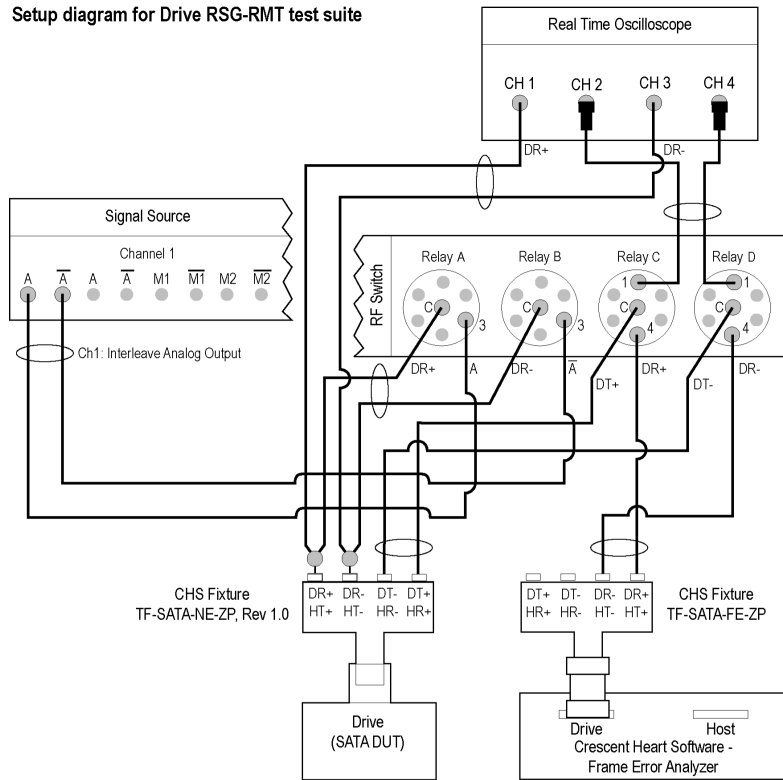 Setup diagram for Drive RSG-RMT test suite
Real Time Oscilloscope
CH 1 CH 2 CH 3 CH 4
DR+ DR-
Signal Source
Channel 1
A A̅ A A̅ M1 M̅1̅ M2 M̅2̅
Ch1: Interleave Analog Output
RF Switch
Relay A Relay B Relay C Relay D
1 1
C C C C
3 3 4 4
DR+ A DR- A̅ DT+ DR+ DT- DR-
CHS Fixture
TF-SATA-NE-ZP, Rev 1.0
DR+ DR- DT- DT+
HT+ HT- HR- HR+
DT+ DT- DR- DR+
HR+ HR- HT- HT+
CHS Fixture
TF-SATA-FE-ZP
Drive
(SATA DUT)
Drive Host
Crescent Heart Software -
Frame Error Analyzer